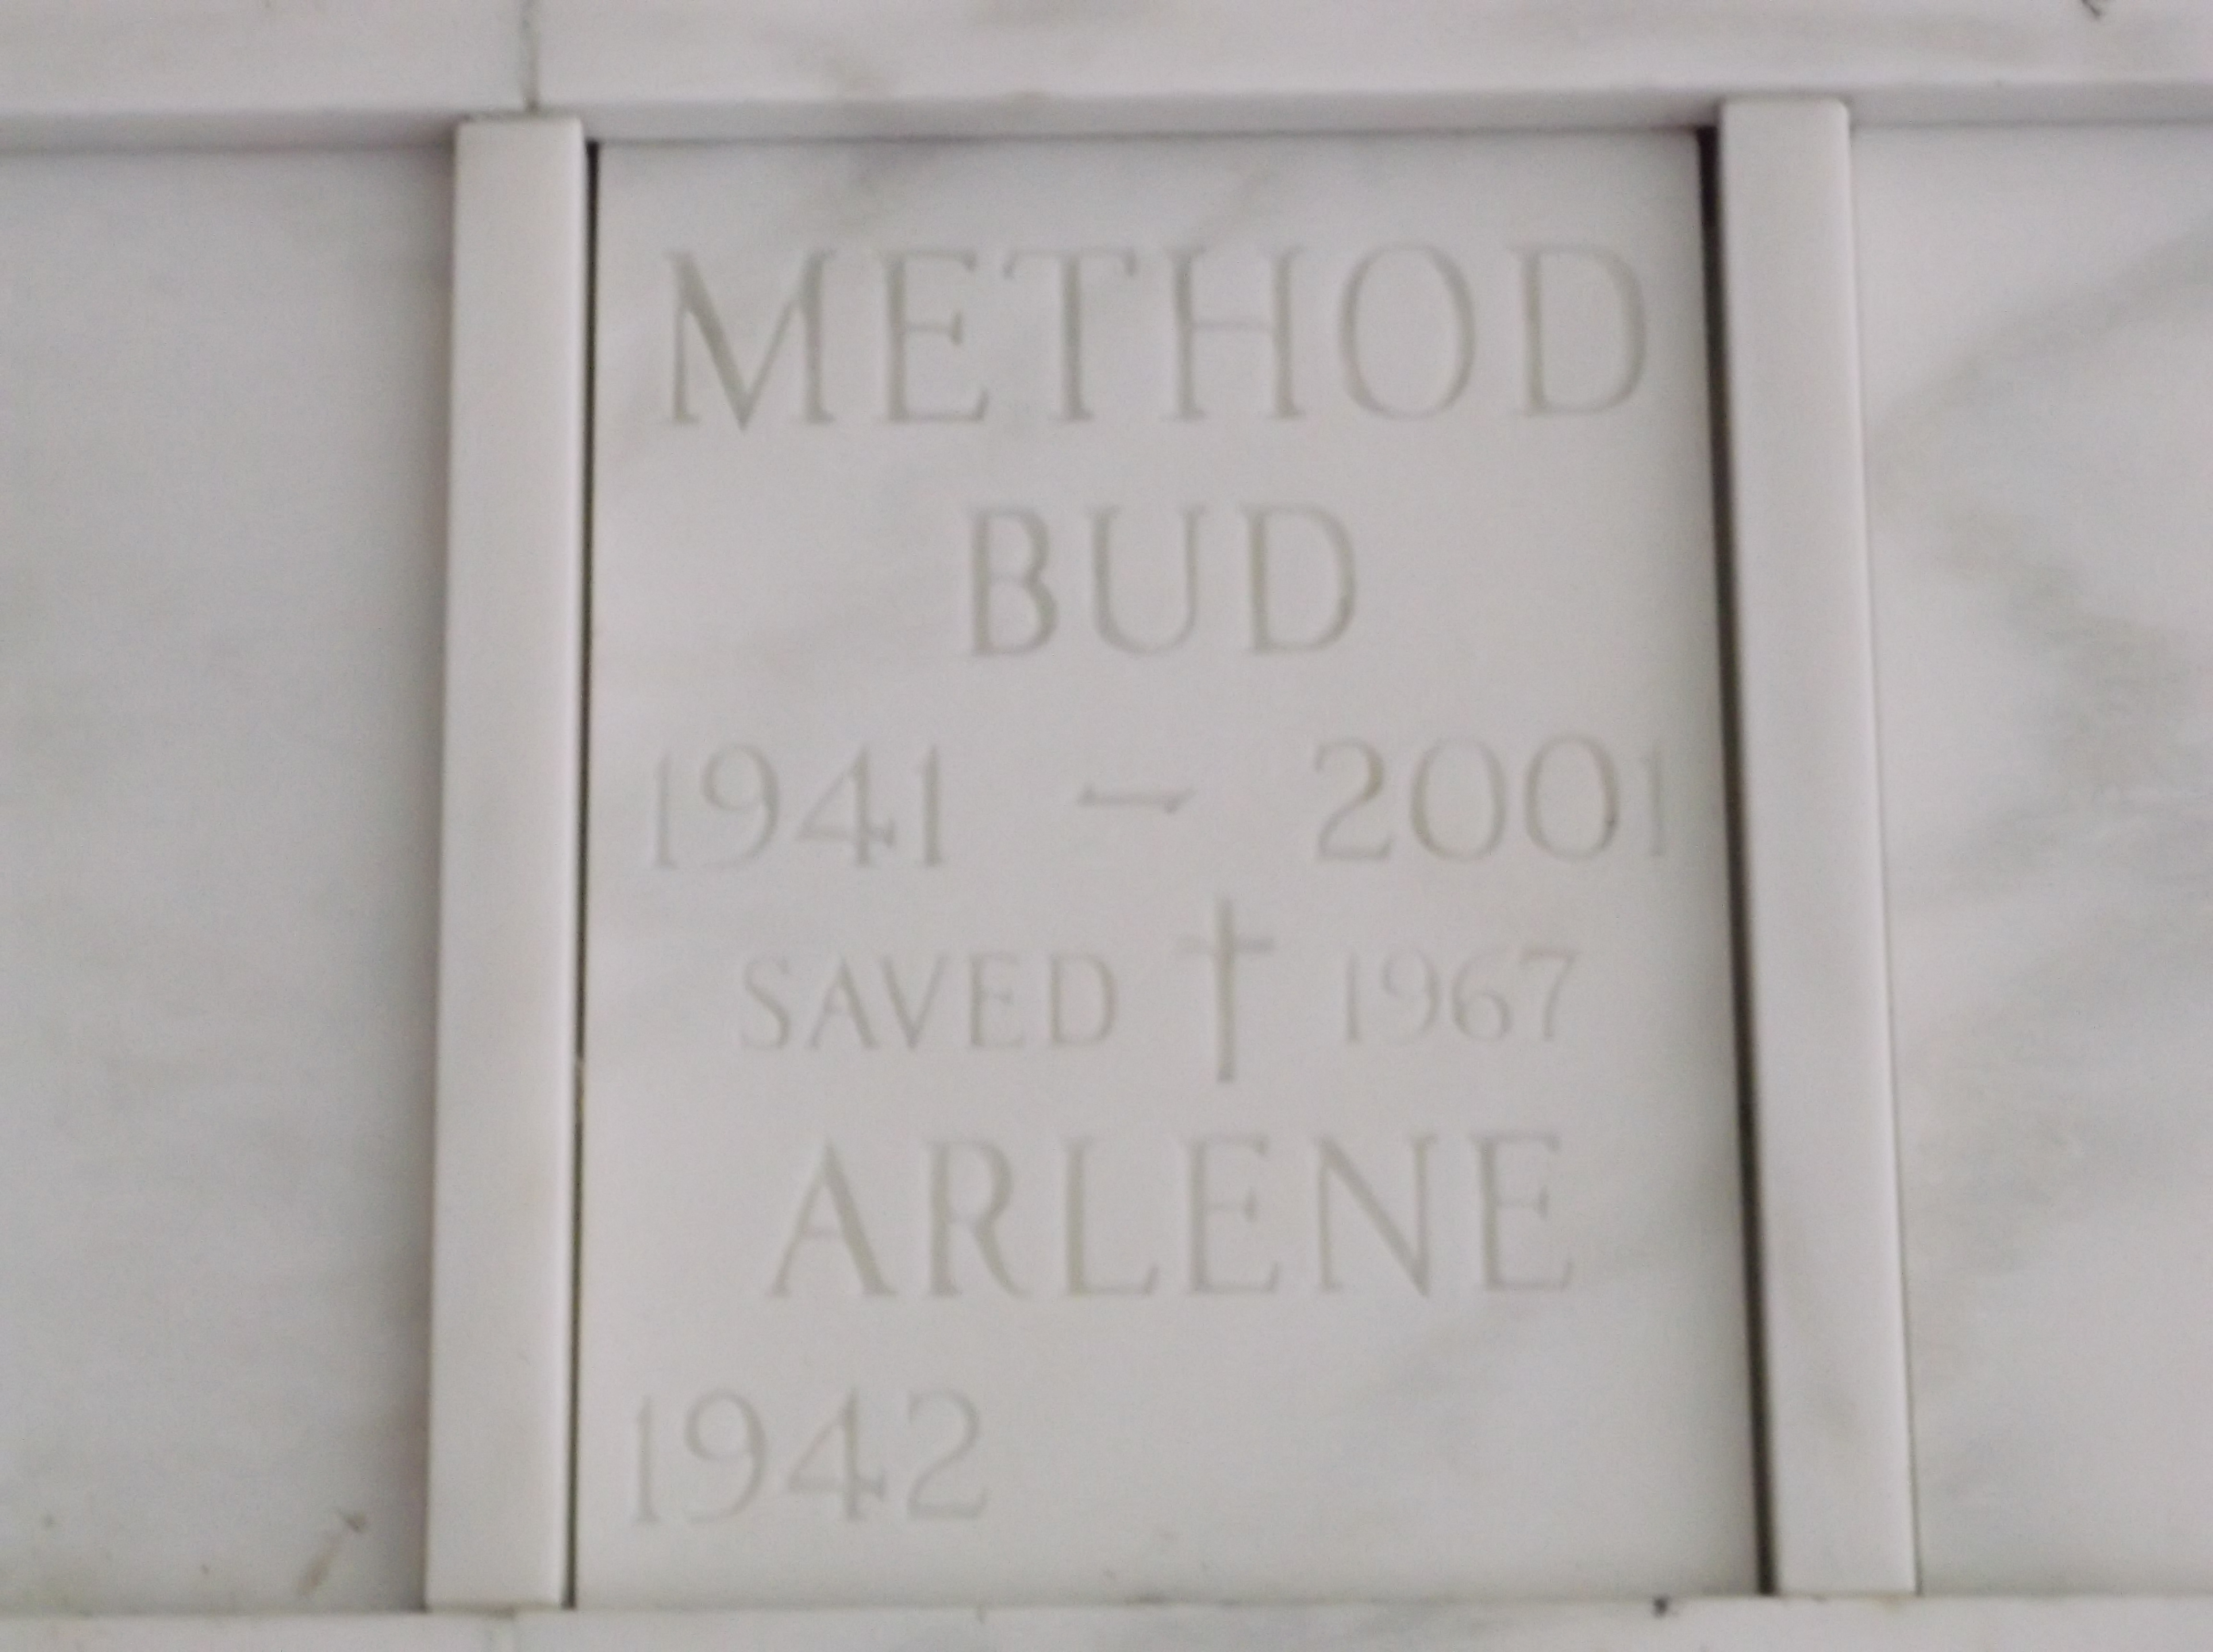 METHOD
BUD
1941 - 2001
SAVED † 1967
ARLENE
1942